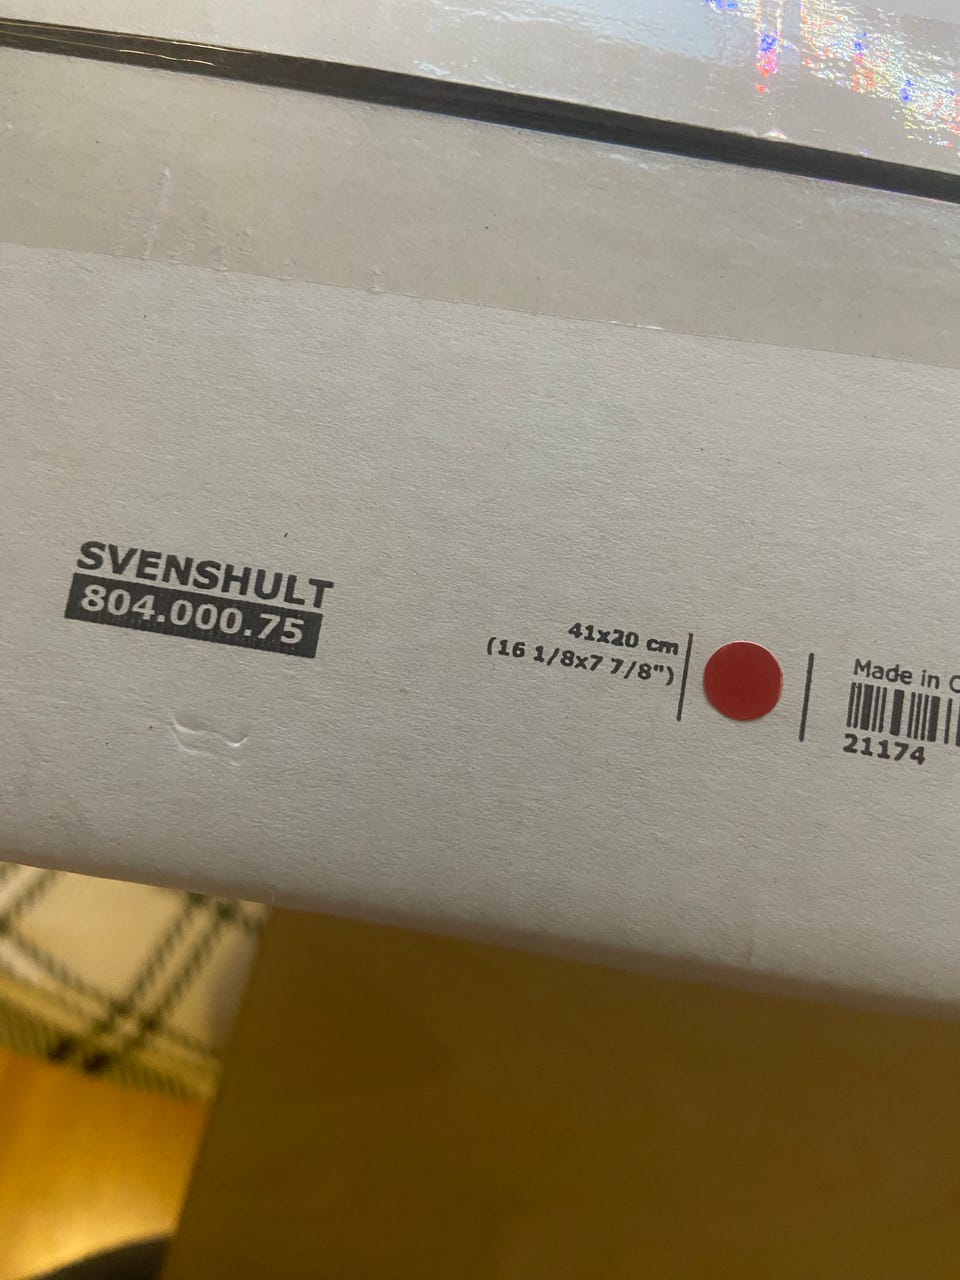 SVENSHULT
804.000.75
41x20 cm
(16 1/8x7 7/8")
Made in
21174